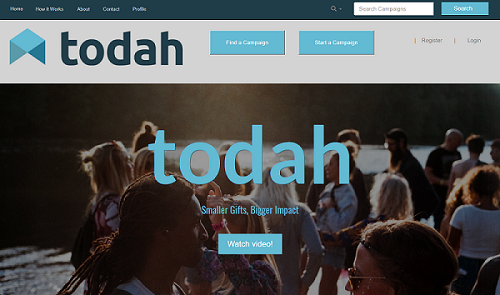 Home How it Works About Contact Profile Search Campaigns Search
todah Find a Campaign Start a Campaign Register Login
todah
Smaller Gifts, Bigger Impact
Watch video!